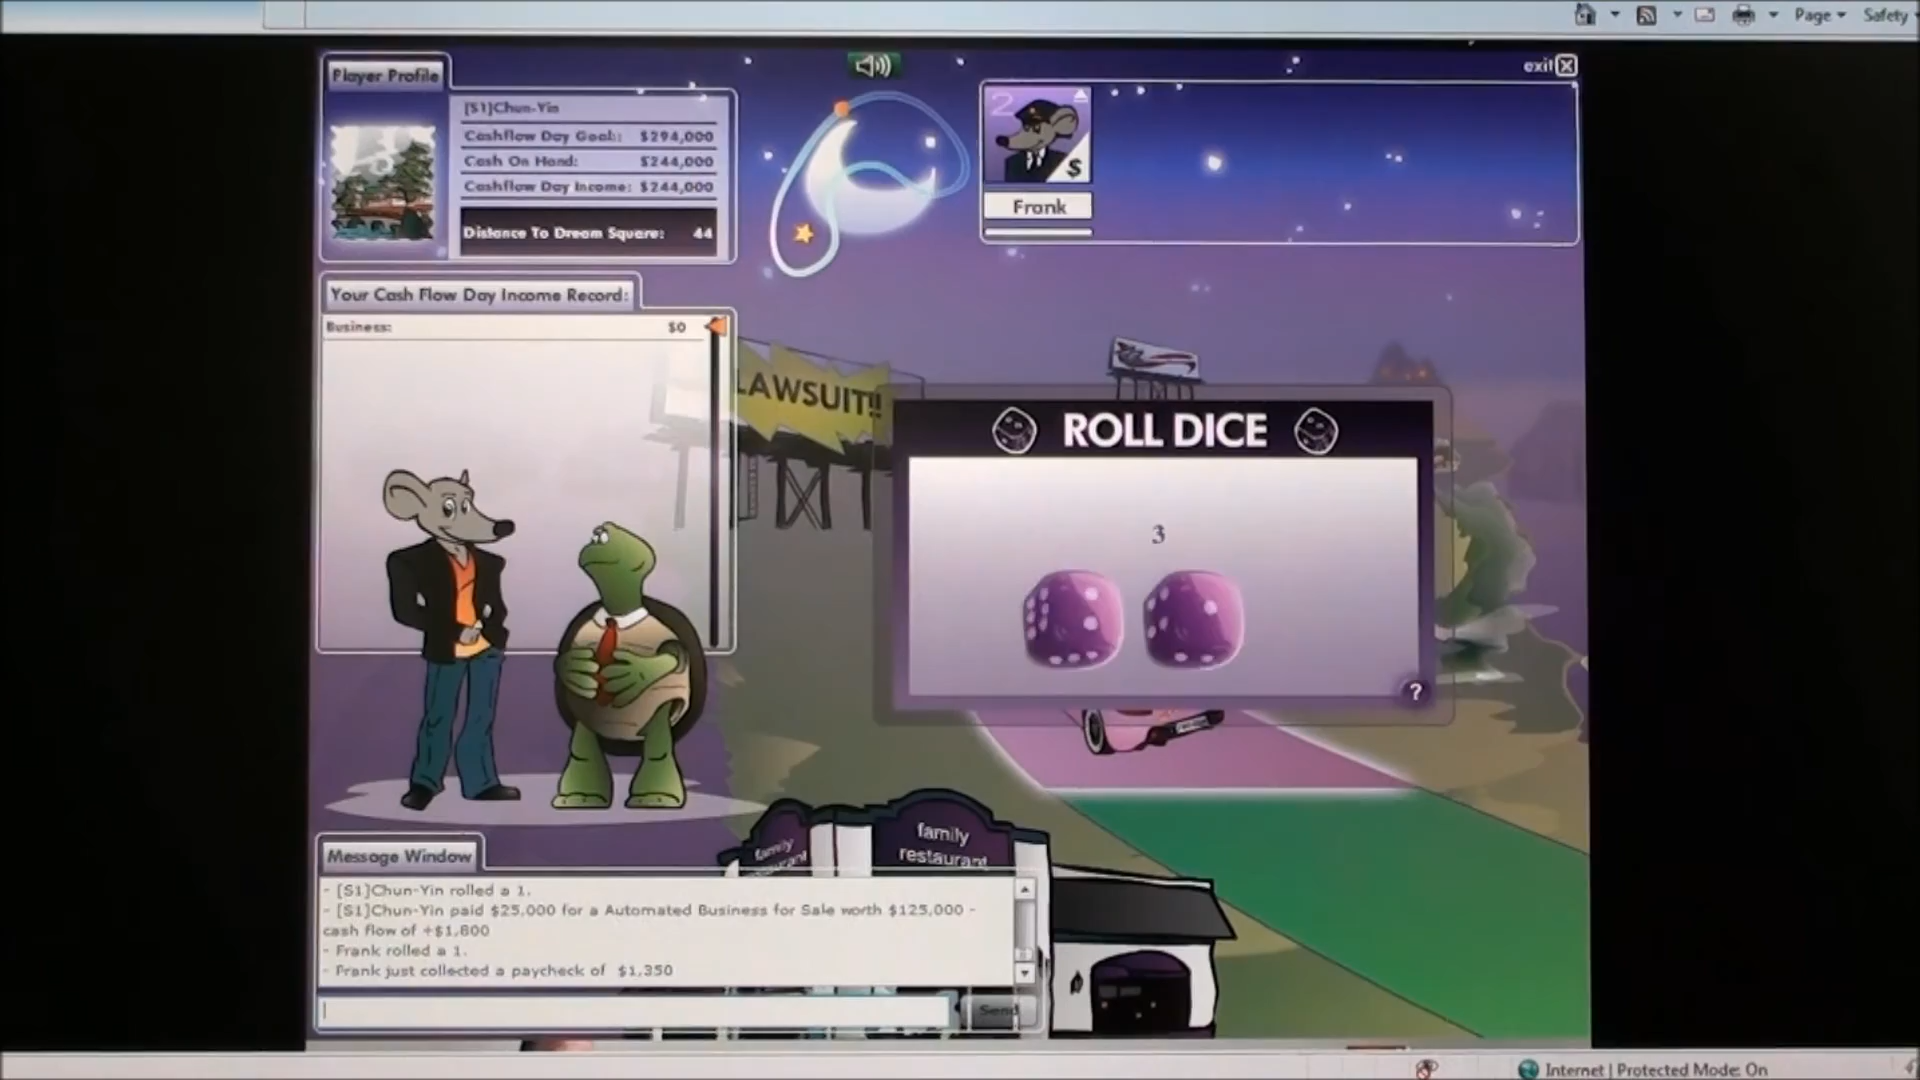 Page
Safety
Player Profile
[S1]Chun-Yin
Cashflow Day Goal: $294,000
Cash On Hand: $244,000
Cashflow Day Income: $244,000
Distance To Dream Square: 44
exit
2
$
Frank
Your Cash Flow Day Income Record:
Business: $0
LAWSUIT!!
ROLL DICE
3
?
family
restaurant
family
Message Window
- [S1]Chun-Yin rolled a 1.
- [S1]Chun-Yin paid $25,000 for a Automated Business for Sale worth $125,000 -
cash flow of +$1,800
- Frank rolled a 1.
- Frank just collected a paycheck of $1,350
Send
Internet | Protected Mode: On